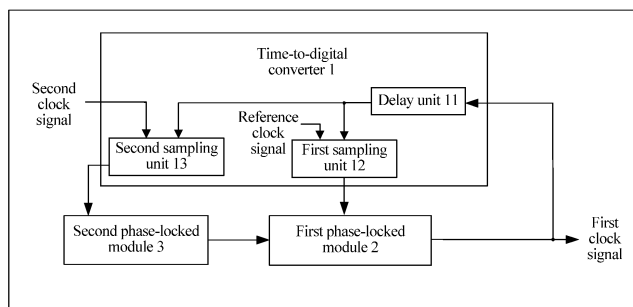 Time-to-digital
converter 1
Second
clock
signal
Delay unit 11
Reference
clock
signal
Second sampling
unit 13
First sampling
unit 12
Second phase-locked
module 3
First phase-locked
module 2
First
clock
signal